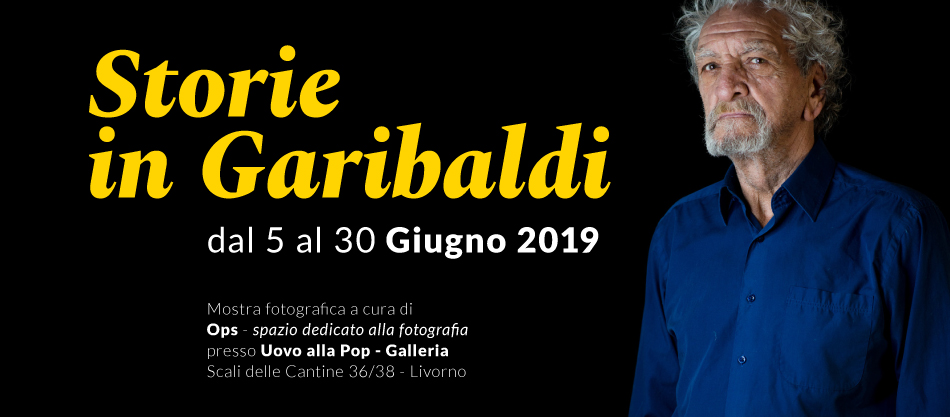 Storie
in Garibaldi
dal 5 al 30 Giugno 2019
Mostra fotografica a cura di
Ops - spazio dedicato alla fotografia
presso Uovo alla Pop - Galleria
Scali delle Cantine 36/38 - Livorno